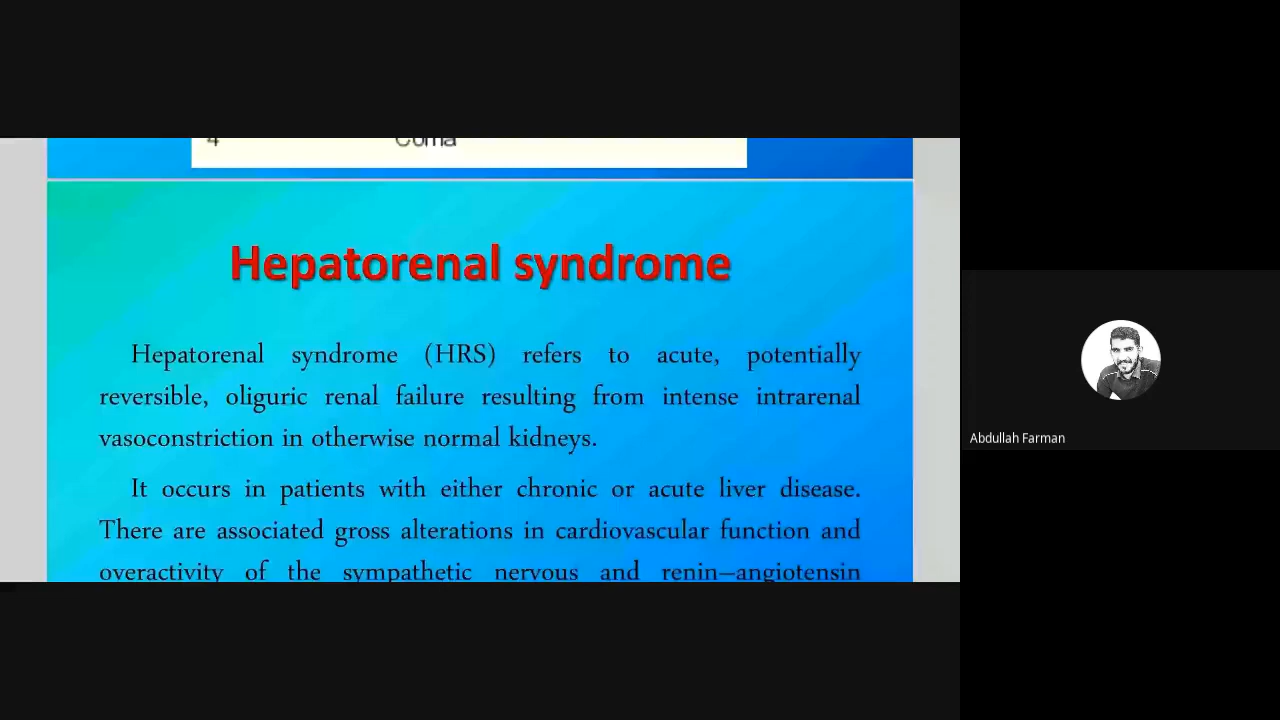 4 Coma
Hepatorenal syndrome
Hepatorenal syndrome (HRS) refers to acute, potentially
reversible, oliguric renal failure resulting from intense intrarenal
vasoconstriction in otherwise normal kidneys.
It occurs in patients with either chronic or acute liver disease.
There are associated gross alterations in cardiovascular function and
overactivity of the sympathetic nervous and renin–angiotensin
Abdullah Farman